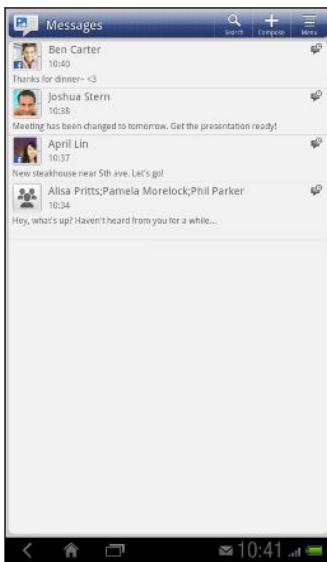 Messages
Search Compose Menu
Ben Carter
10:40
Thanks for dinner~ <3
Joshua Stern
10:38
Meeting has been changed to tomorrow. Get the presentation ready!
April Lin
10:37
New steakhouse near 5th ave. Let's go!
Alisa Pritts;Pamela Morelock;Phil Parker
10:34
Hey, what's up? Haven't heard from you for a while...
10:41